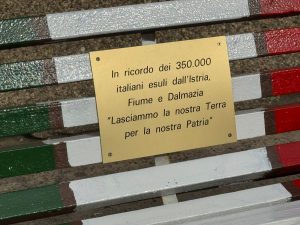 In ricordo dei 350.000
italiani esuli dall'Istria,
Fiume e Dalmazia
"Lasciammo la nostra Terra
per la nostra Patria"